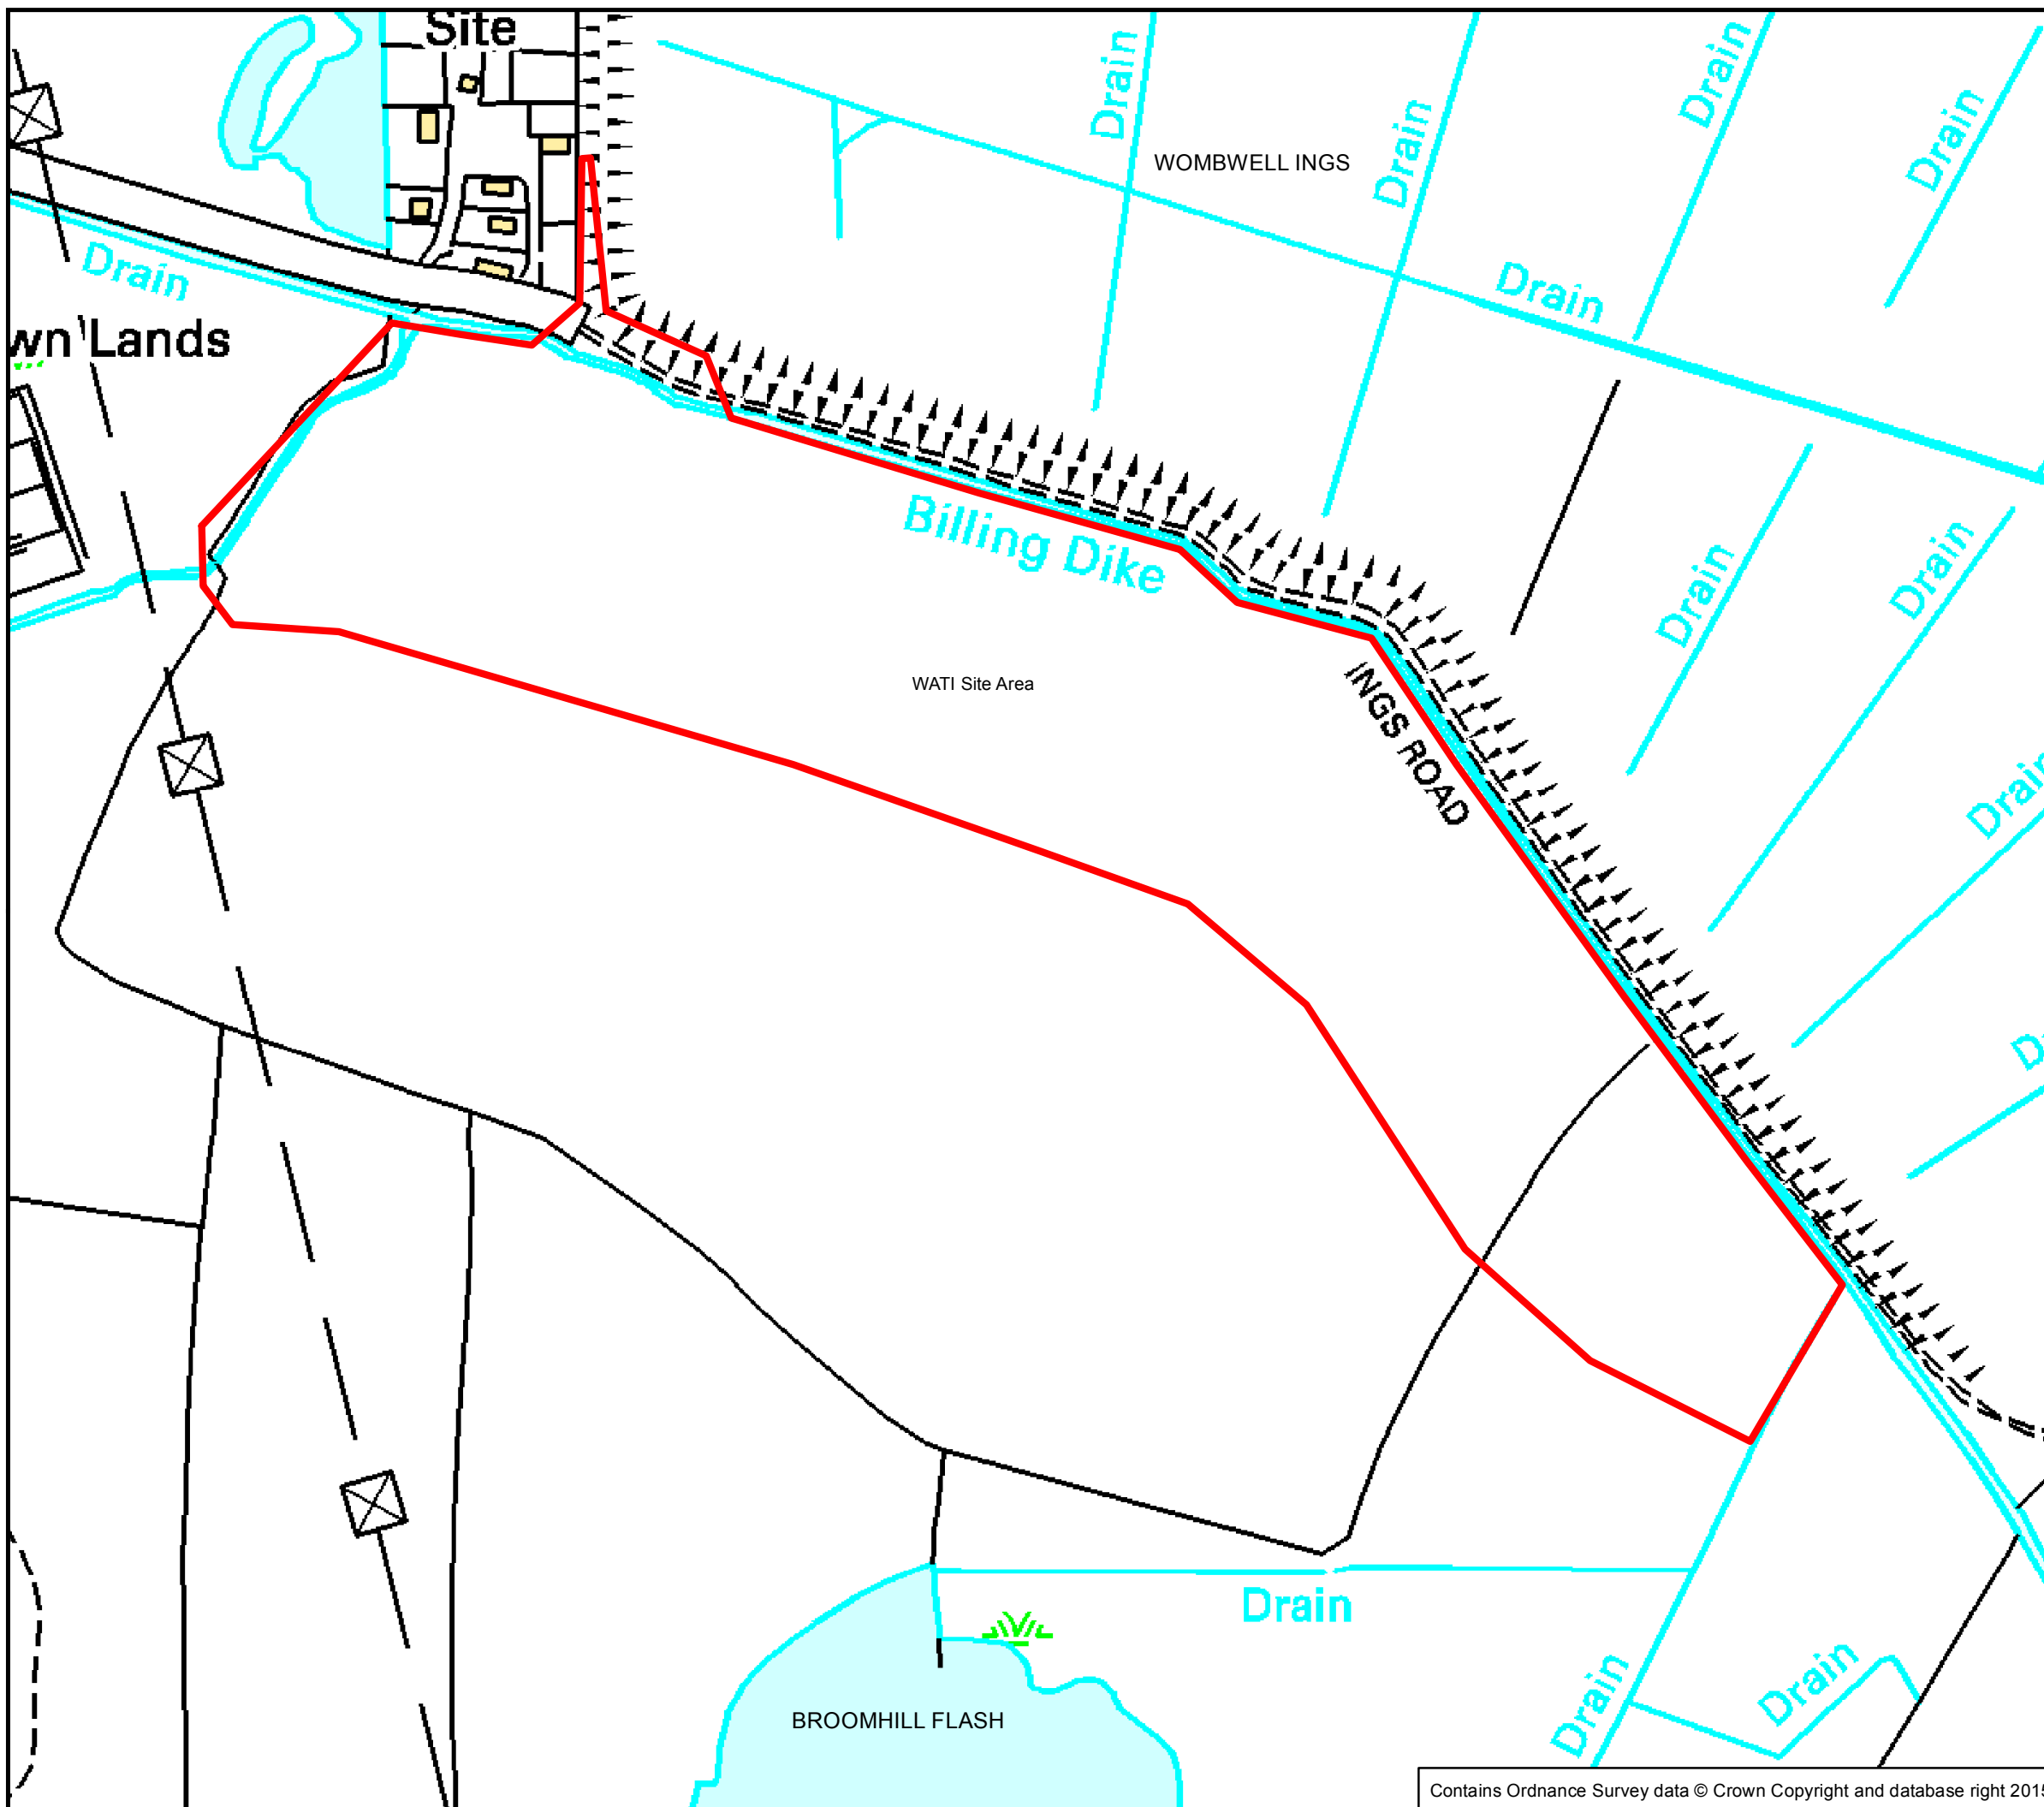 Site
Drain
Drain
Drain
Drain
WOMBWELL INGS
Drain
Drain
wn Lands
Billing Dike
Drain
Drain
WATI Site Area
INGS ROAD
Drain
D
Drain
Drain
Drain
BROOMHILL FLASH
Contains Ordnance Survey data © Crown Copyright and database right 2015